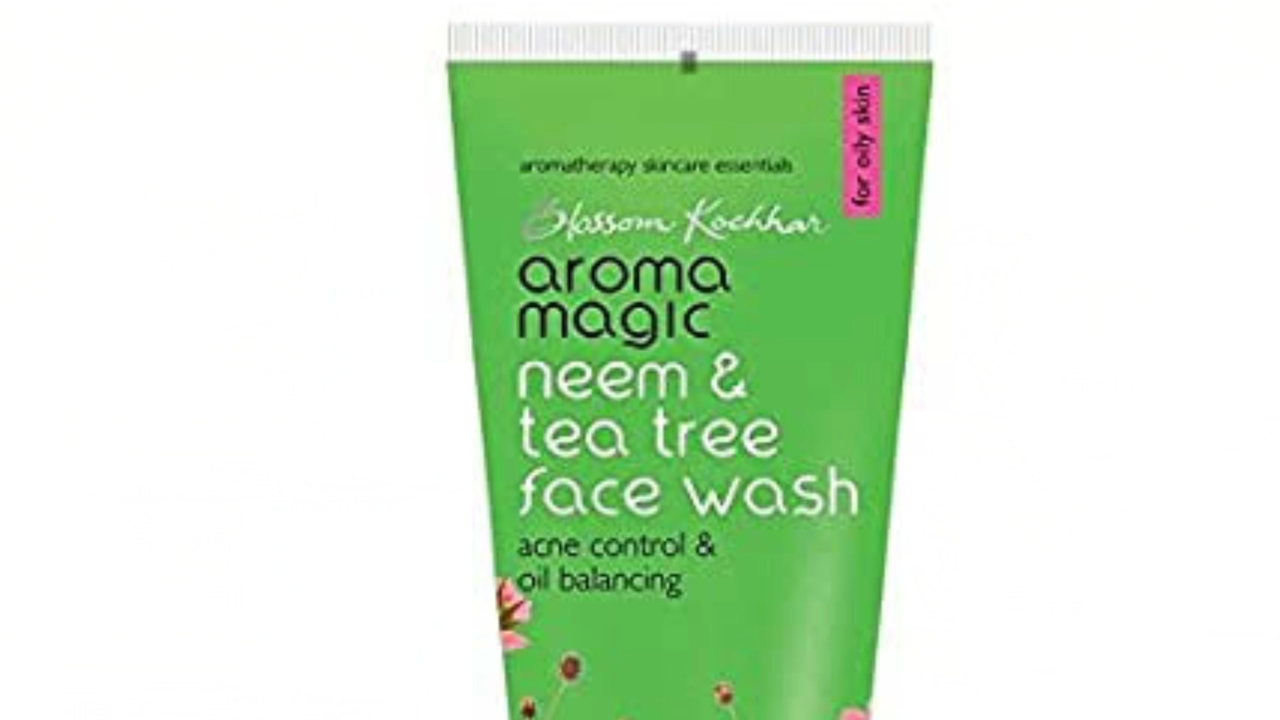 for oily skin
aromatherapy skincare essentials
Blossom Kochhar
aroma
magic
neem &
tea tree
face wash
acne control &
oil balancing